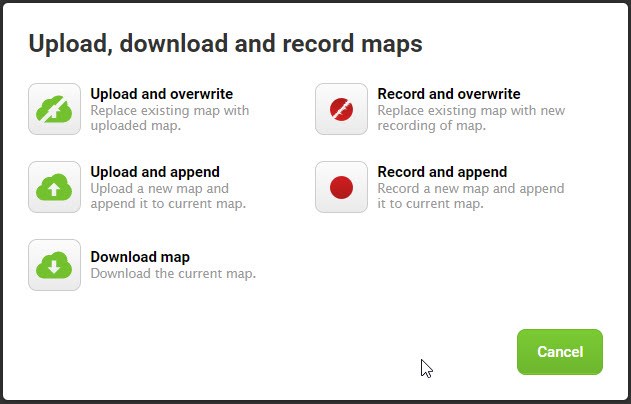 Upload, download and record maps
Upload and overwrite
Replace existing map with
uploaded map.
Record and overwrite
Replace existing map with new
recording of map.
Upload and append
Upload a new map and
append it to current map.
Record and append
Record a new map and append
it to current map.
Download map
Download the current map.
Cancel